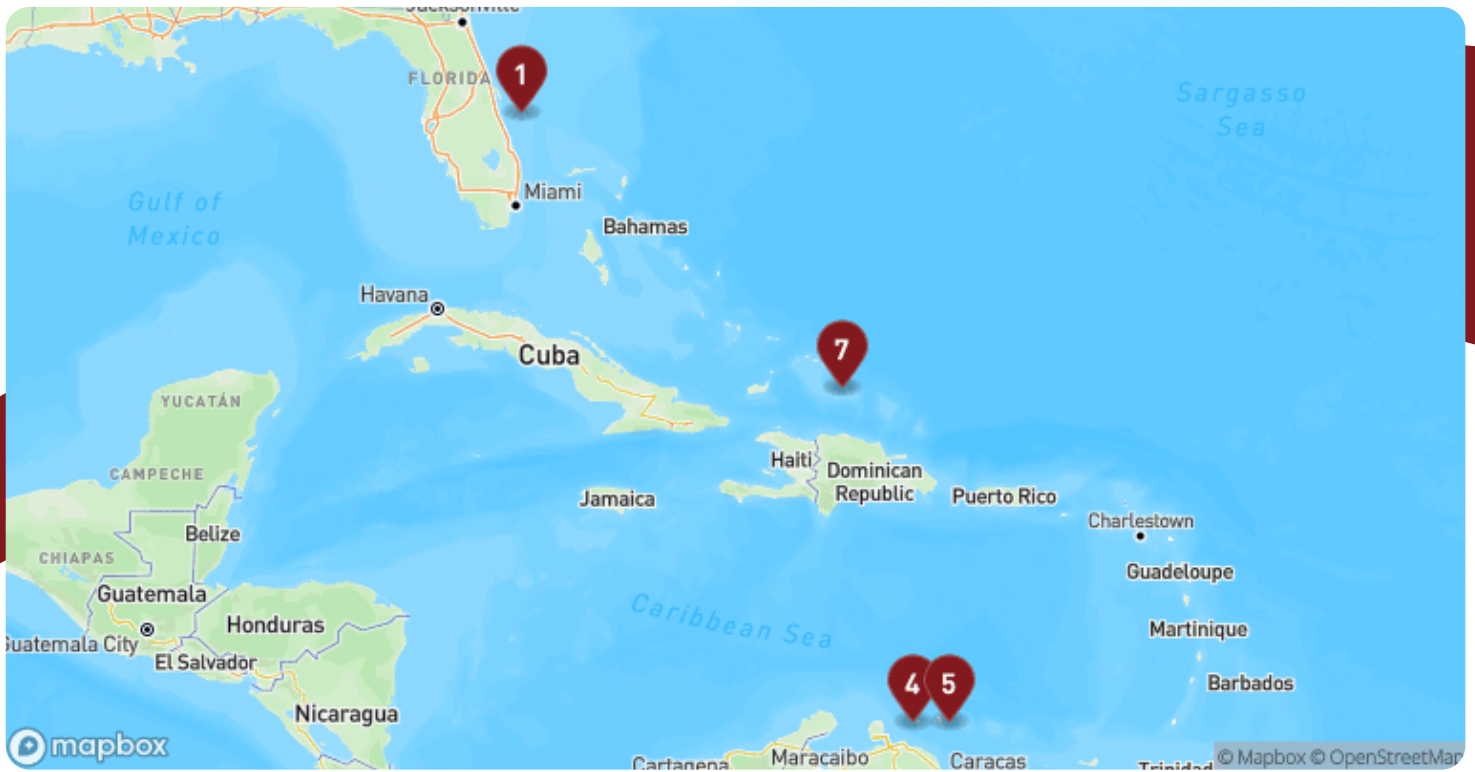 Jacksonville
1
FLORIDA
Sargasso
Sea
Miami
Gulf of
Mexico
Bahamas
Havana
7
Cuba
YUCATÁN
Haiti
Dominican
Republic
CAMPECHE
Jamaica
Puerto Rico
Charlestown
Belize
CHIAPAS
Guadeloupe
Guatemala
Caribbean Sea
Honduras
Martinique
Guatemala City
El Salvador
4
5
Barbados
Nicaragua
mapbox
Cartagena
Maracaibo
Caracas
Trinidad
© Mapbox © OpenStreetMap